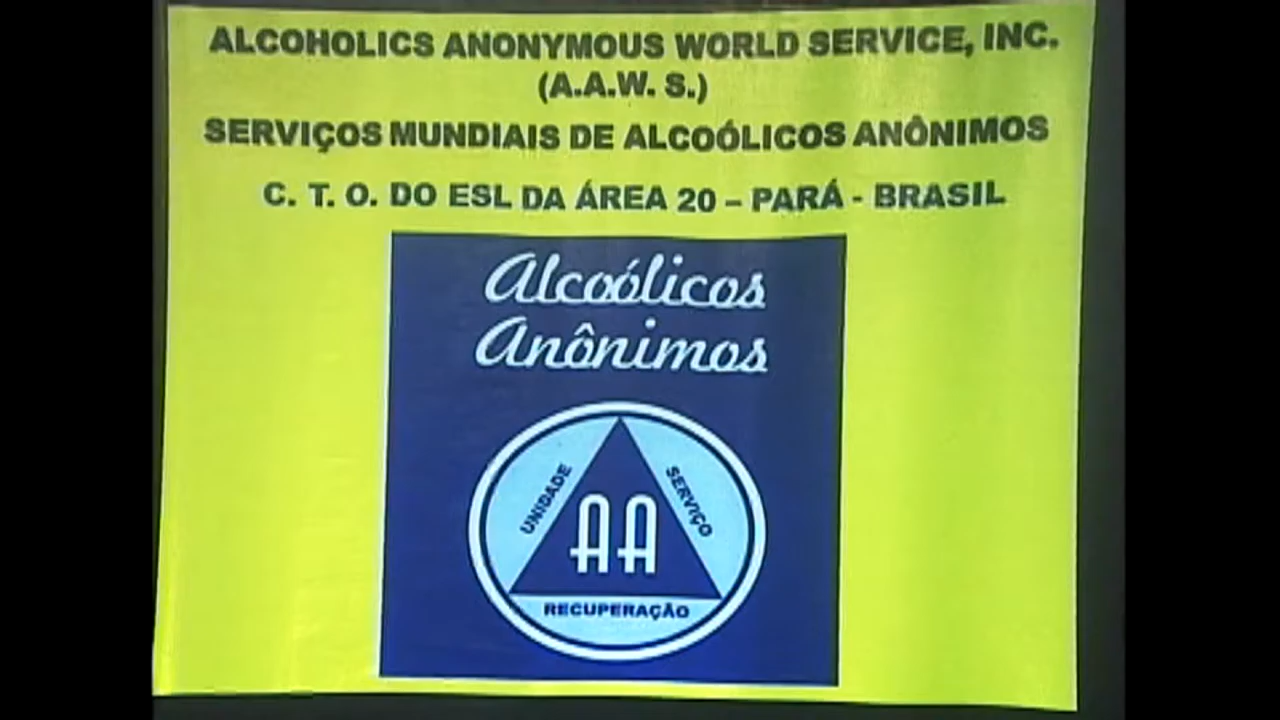 ALCOHOLICS ANONYMOUS WORLD SERVICE, INC.
(A.A.W. S.)
SERVIÇOS MUNDIAIS DE ALCOÓLICOS ANÔNIMOS
C. T. O. DO ESL DA ÁREA 20 – PARÁ - BRASIL
Alcoólicos
Anônimos
UNIDADE
SERVIÇO
AA
RECUPERAÇÃO